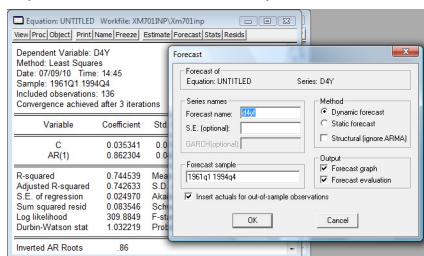 Equation: UNTITLED Workfile: XM701INP\Xm701inp
View Proc Object Print Name Freeze Estimate Forecast Stats Resids
Dependent Variable: D4Y
Method: Least Squares
Date: 07/09/10 Time: 14:45
Sample: 1961Q1 1994Q4
Included observations: 136
Convergence achieved after 3 iterations
Variable Coefficient Std
C 0.035341 0.0
AR(1) 0.862304 0.04
R-squared 0.744539 Mea
Adjusted R-squared 0.742633 S.D.
S.E. of regression 0.024970 Akai
Sum squared resid 0.083546 Sch
Log likelihood 309.8849 F-sta
Durbin-Watson stat 1.032219 Prob
Inverted AR Roots .86
Forecast
Forecast of
Equation: UNTITLED Series: D4Y
Series names
Forecast name:
S.E. (optional):
GARCH(optional):
Method
Dynamic forecast
Static forecast
Structural (ignore ARMA)
Forecast sample
1961q1 1994q4
Output
Forecast graph
Forecast evaluation
Insert actuals for out-of-sample observations
OK Cancel